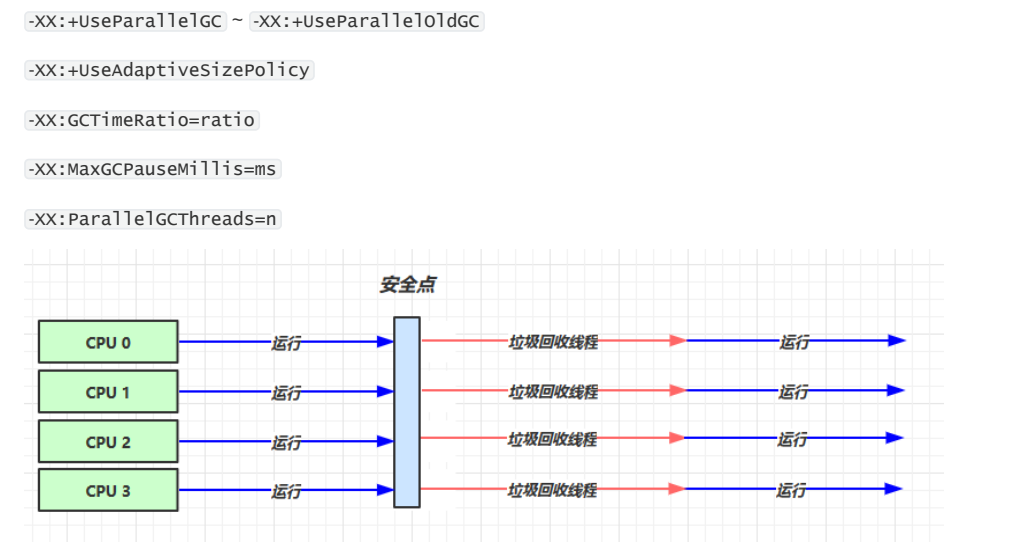 -XX:+UseParallelGC ~ -XX:+UseParallelOldGC
-XX:+UseAdaptiveSizePolicy
-XX:GCTimeRatio=ratio
-XX:MaxGCPauseMillis=ms
-XX:ParallelGCThreads=n
安全点
CPU 0 运行 垃圾回收线程 运行
CPU 1 运行 垃圾回收线程 运行
CPU 2 运行 垃圾回收线程 运行
CPU 3 运行 垃圾回收线程 运行